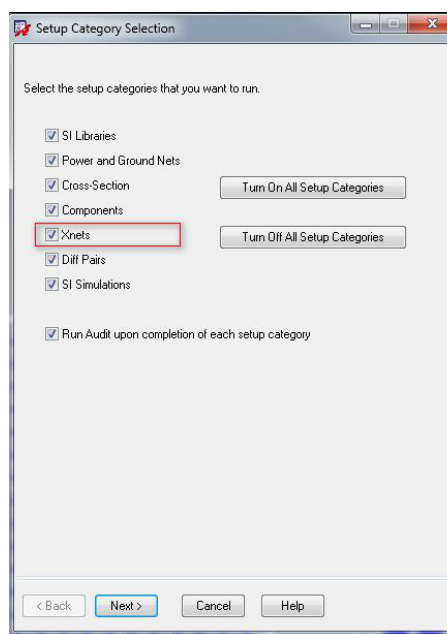 Setup Category Selection
Select the setup categories that you want to run.
SI Libraries
Power and Ground Nets
Cross-Section
Turn On All Setup Categories
Components
Xnets
Turn Off All Setup Categories
Diff Pairs
SI Simulations
Run Audit upon completion of each setup category
< Back
Next >
Cancel
Help